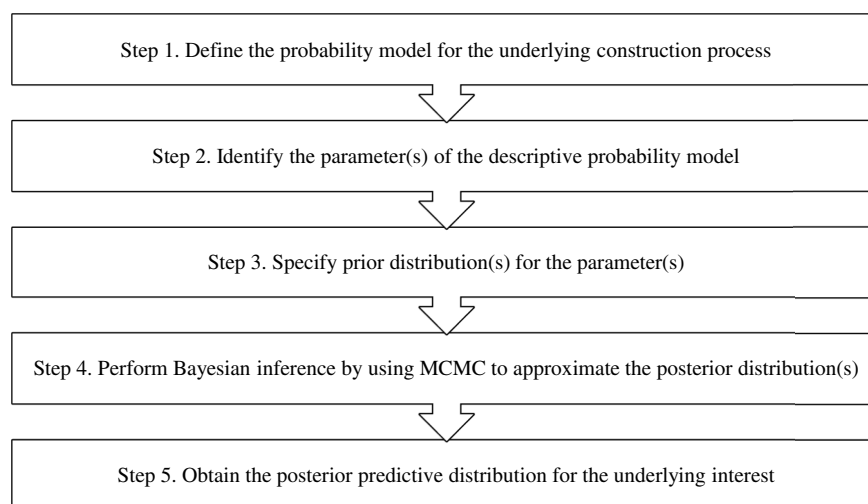 Step 1. Define the probability model for the underlying construction process
Step 2. Identify the parameter(s) of the descriptive probability model
Step 3. Specify prior distribution(s) for the parameter(s)
Step 4. Perform Bayesian inference by using MCMC to approximate the posterior distribution(s)
Step 5. Obtain the posterior predictive distribution for the underlying interest